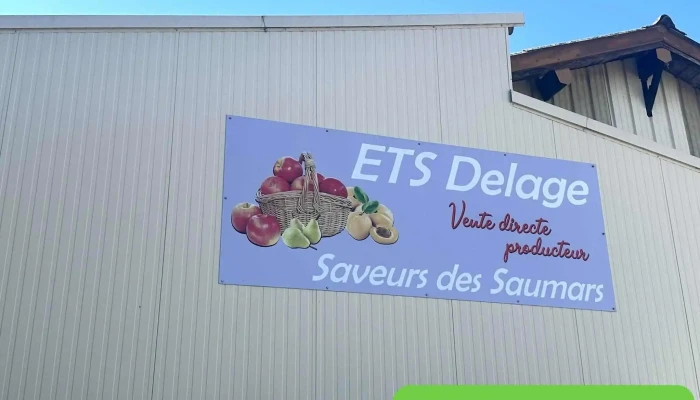 ETS Delage
Vente directe
producteur
Saveurs des Saumars